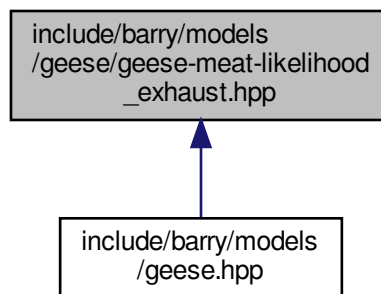 include/barry/models
/geese/geese-meat-likelihood
_exhaust.hpp
include/barry/models
/geese.hpp